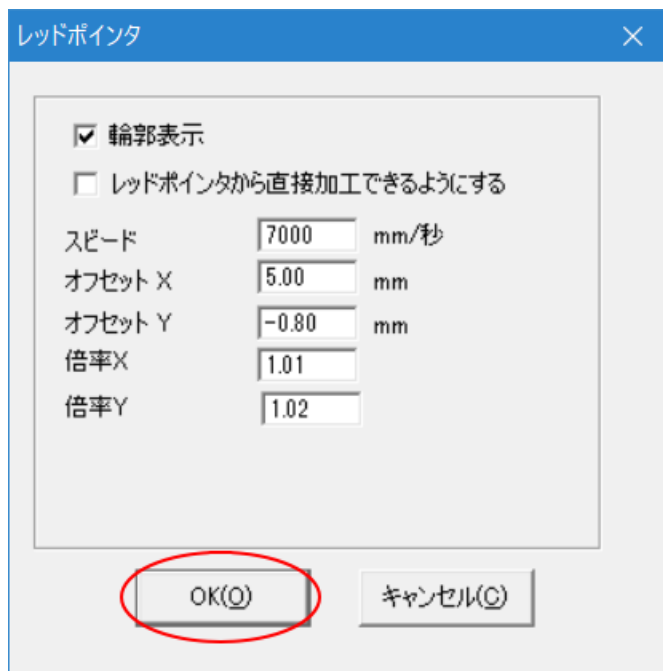 レッドポインタ
輪郭表示
レッドポインタから直接加工できるようにする
スピード 7000 mm/秒
オフセット X 5.00 mm
オフセット Y -0.80 mm
倍率X 1.01
倍率Y 1.02
OK(O) キャンセル(C)